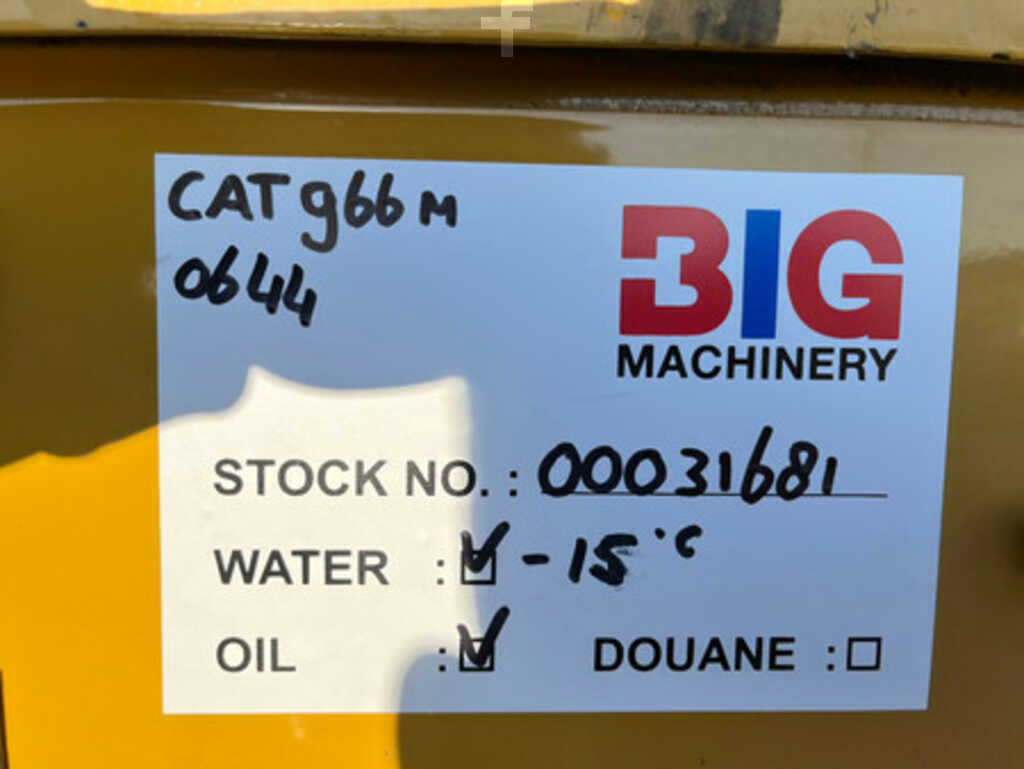 CAT 966 M
0644
BIG
MACHINERY
STOCK NO. : 00031681
WATER : ☑ - 15 °C
OIL : ☑ DOUANE : ☐